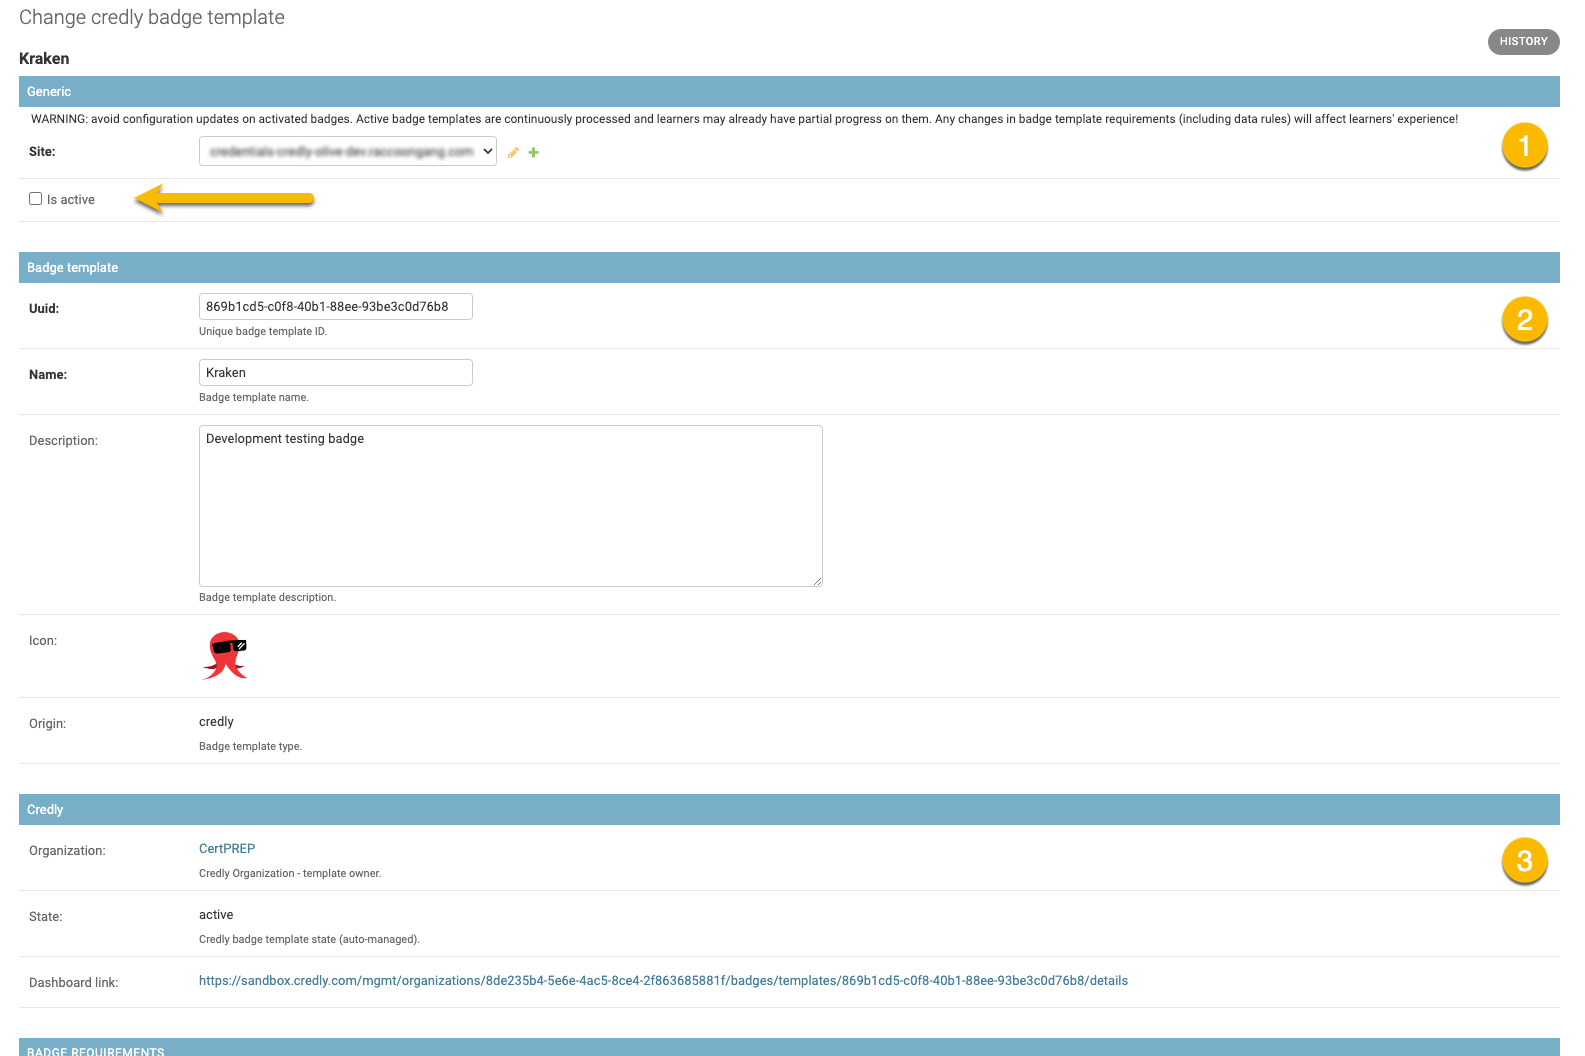 Change credly badge template
HISTORY
Kraken
Generic
WARNING: avoid configuration updates on activated badges. Active badge templates are continuously processed and learners may already have partial progress on them. Any changes in badge template requirements (including data rules) will affect learners' experience!
1
Site:
credentials-credly-olive-dev.raccoongang.com
Is active
Badge template
2
Uuid:
869b1cd5-c0f8-40b1-88ee-93be3c0d76b8
Unique badge template ID.
Name:
Kraken
Badge template name.
Description:
Development testing badge
Badge template description.
Icon:
Origin:
credly
Badge template type.
Credly
3
Organization:
CertPREP
Credly Organization - template owner.
State:
active
Credly badge template state (auto-managed).
Dashboard link:
https://sandbox.credly.com/mgmt/organizations/8de235b4-5e6e-4ac5-8ce4-2f863685881f/badges/templates/869b1cd5-c0f8-40b1-88ee-93be3c0d76b8/details
BADGE REQUIREMENTS